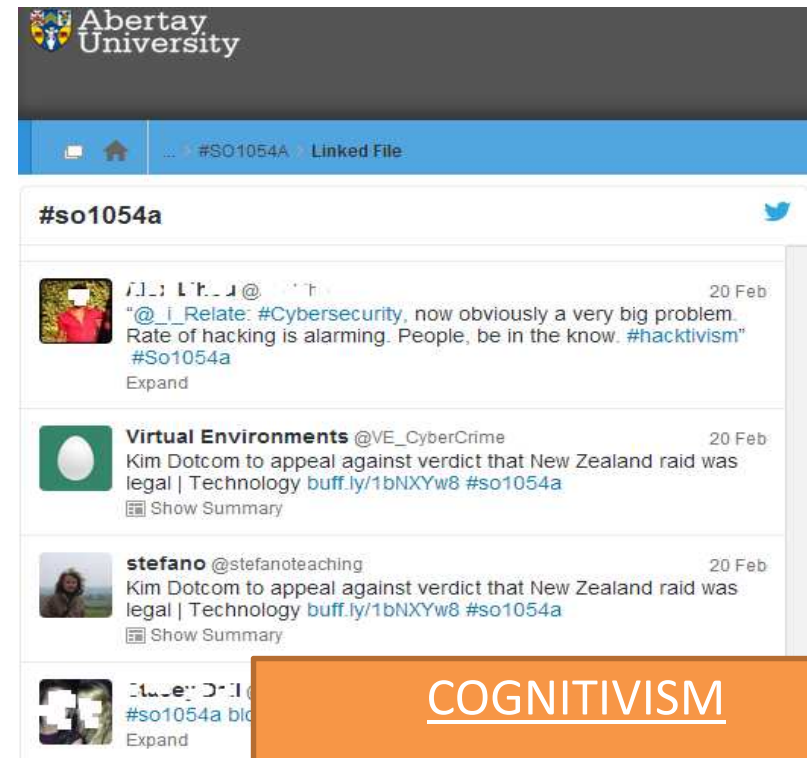 Abertay
University
... #SO1054A Linked File
#so1054a
20 Feb
"@_i_Relate: #Cybersecurity, now obviously a very big problem.
Rate of hacking is alarming. People, be in the know. #hacktivism"
#So1054a
Expand
Virtual Environments @VE_CyberCrime 20 Feb
Kim Dotcom to appeal against verdict that New Zealand raid was
legal | Technology buff.ly/1bNXYw8 #so1054a
Show Summary
stefano @stefanoteaching 20 Feb
Kim Dotcom to appeal against verdict that New Zealand raid was
legal | Technology buff.ly/1bNXYw8 #so1054a
Show Summary
#so1054a
Expand
COGNITIVISM